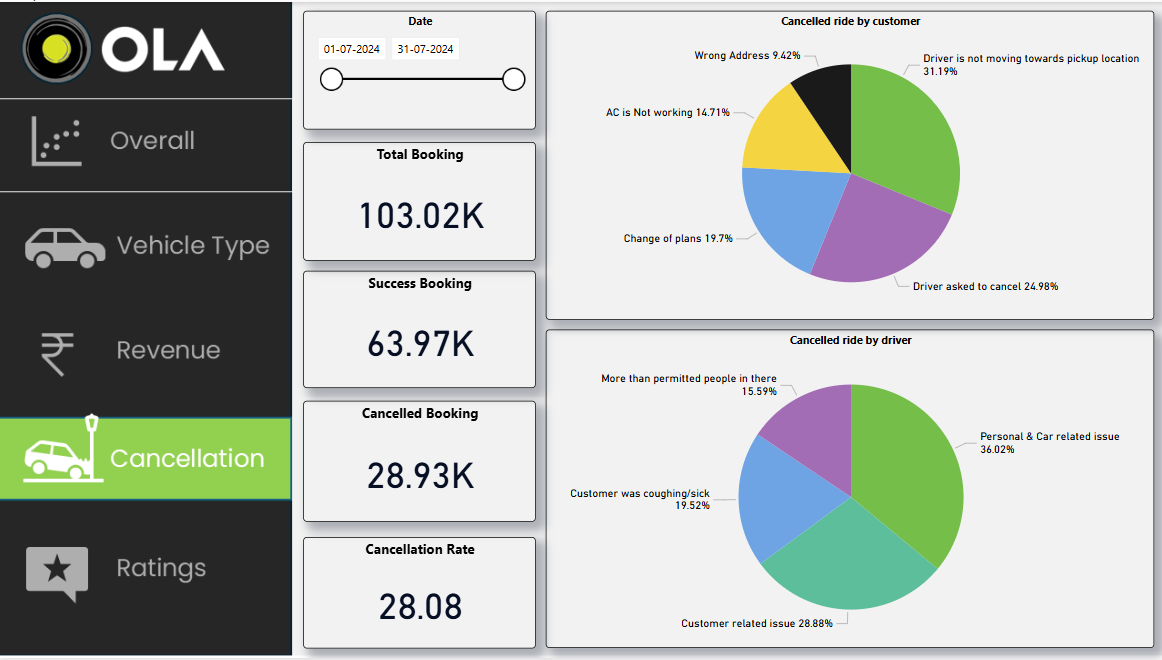 OLA
Overall
Vehicle Type
Revenue
Cancellation
Ratings
Date
01-07-2024 31-07-2024
Total Booking
103.02K
Success Booking
63.97K
Cancelled Booking
28.93K
Cancellation Rate
28.08
Cancelled ride by customer
Wrong Address 9.42%
Driver is not moving towards pickup location
31.19%
AC is Not working 14.71%
Change of plans 19.7%
Driver asked to cancel 24.98%
Cancelled ride by driver
More than permitted people in there
15.59%
Personal & Car related issue
36.02%
Customer was coughing/sick
19.52%
Customer related issue 28.88%